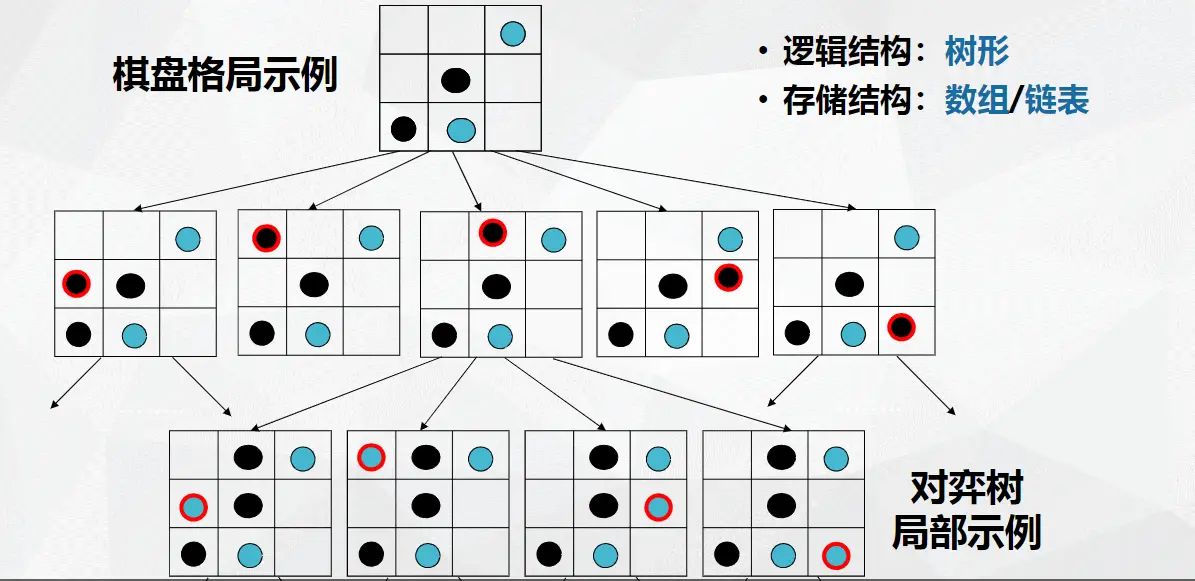 棋盘格局示例
• 逻辑结构：树形
• 存储结构：数组/链表
对弈树
局部示例